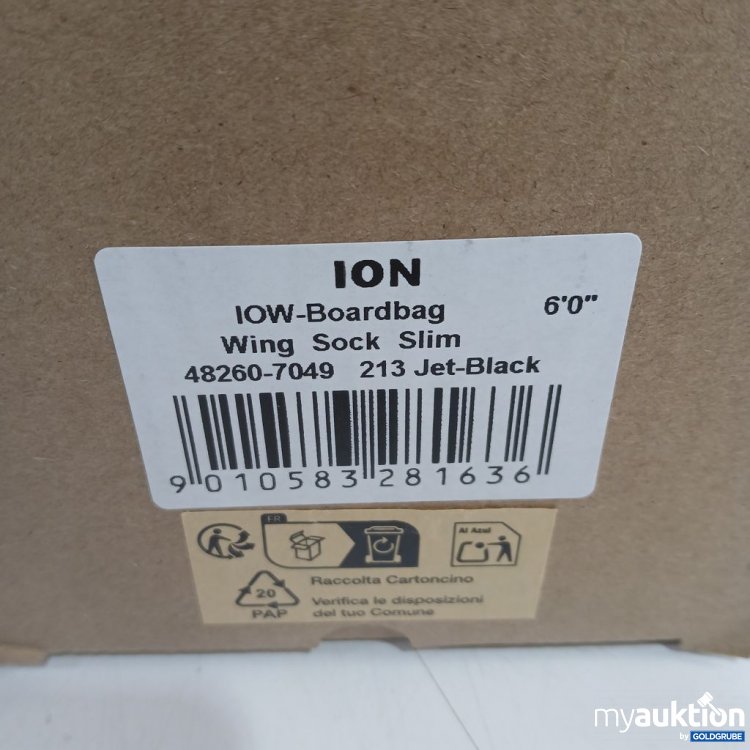 ION
IOW-Boardbag 6'0"
Wing Sock Slim
48260-7049 213 Jet-Black
9 010583 281636
FR
Al Azul
Raccolta Cartoncino
20
PAP
Verifica le disposizioni
del tuo Comune
myauktion
by GOLDGRUBE